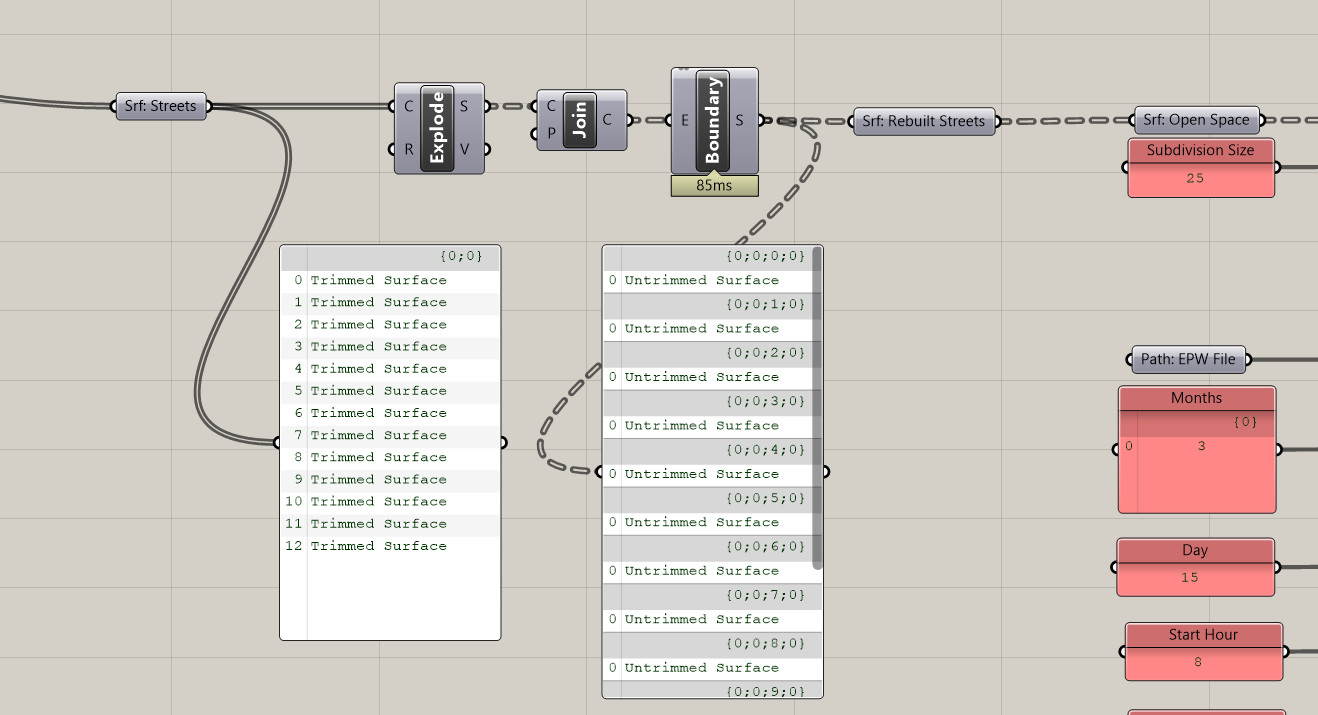 Srf: Streets
C
R
Explode
S
V
C
P
Join
C
E
Boundary
S
85ms
Srf: Rebuilt Streets
Srf: Open Space
Subdivision Size
25
{0;0}
0 Trimmed Surface
1 Trimmed Surface
2 Trimmed Surface
3 Trimmed Surface
4 Trimmed Surface
5 Trimmed Surface
6 Trimmed Surface
7 Trimmed Surface
8 Trimmed Surface
9 Trimmed Surface
10 Trimmed Surface
11 Trimmed Surface
12 Trimmed Surface
{0;0;0;0}
0 Untrimmed Surface
{0;0;1;0}
0 Untrimmed Surface
{0;0;2;0}
0 Untrimmed Surface
{0;0;3;0}
0 Untrimmed Surface
{0;0;4;0}
0 Untrimmed Surface
{0;0;5;0}
0 Untrimmed Surface
{0;0;6;0}
0 Untrimmed Surface
{0;0;7;0}
0 Untrimmed Surface
{0;0;8;0}
0 Untrimmed Surface
{0;0;9;0}
Path: EPW File
Months
{0}
0 3
Day
15
Start Hour
8